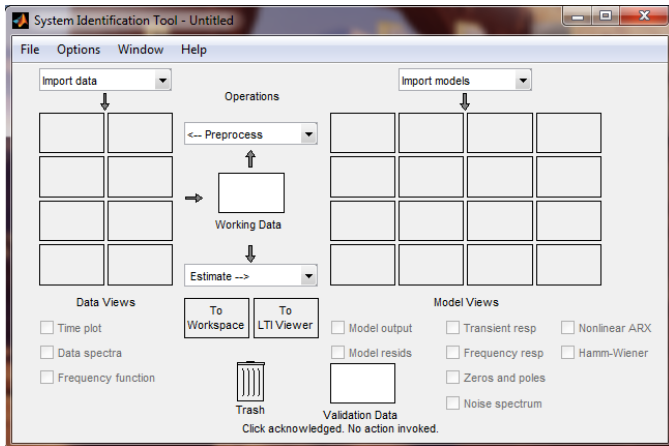 System Identification Tool - Untitled
File Options Window Help
Import data
Operations
Import models
<-- Preprocess
Working Data
Estimate -->
Data Views
To
Workspace
To
LTI Viewer
Model Views
Time plot
Data spectra
Frequency function
Model output
Model resids
Transient resp
Frequency resp
Zeros and poles
Noise spectrum
Nonlinear ARX
Hamm-Wiener
Trash
Validation Data
Click acknowledged. No action invoked.